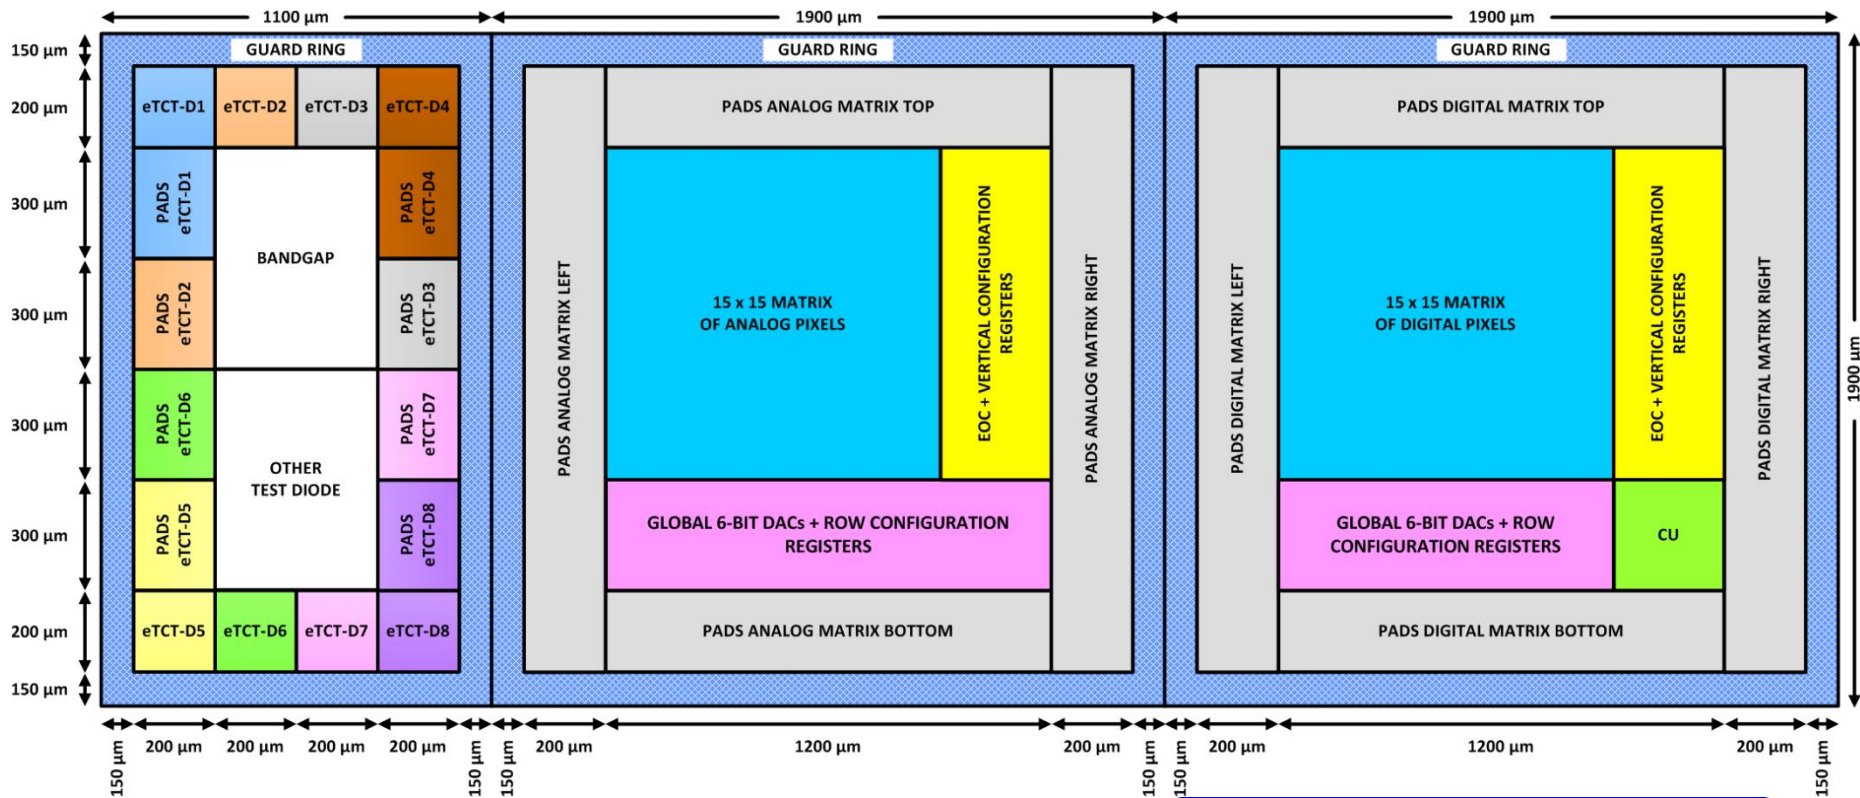 1100 µm
1900 µm
1900 µm
150 µm
200 µm
300 µm
300 µm
300 µm
300 µm
200 µm
150 µm
GUARD RING
eTCT-D1
eTCT-D2
eTCT-D3
eTCT-D4
PADS
eTCT-D1
BANDGAP
PADS
eTCT-D4
PADS
eTCT-D2
PADS
eTCT-D3
PADS
eTCT-D6
OTHER
TEST DIODE
PADS
eTCT-D7
PADS
eTCT-D5
PADS
eTCT-D8
eTCT-D5
eTCT-D6
eTCT-D7
eTCT-D8
GUARD RING
PADS ANALOG MATRIX TOP
PADS ANALOG MATRIX LEFT
15 x 15 MATRIX
OF ANALOG PIXELS
EOC + VERTICAL CONFIGURATION
REGISTERS
PADS ANALOG MATRIX RIGHT
GLOBAL 6-BIT DACs + ROW CONFIGURATION
REGISTERS
PADS ANALOG MATRIX BOTTOM
GUARD RING
PADS DIGITAL MATRIX TOP
PADS DIGITAL MATRIX LEFT
15 x 15 MATRIX
OF DIGITAL PIXELS
EOC + VERTICAL CONFIGURATION
REGISTERS
PADS DIGITAL MATRIX RIGHT
GLOBAL 6-BIT DACs + ROW
CONFIGURATION REGISTERS
CU
PADS DIGITAL MATRIX BOTTOM
1900 µm
150 µm
200 µm
200 µm
200 µm
200 µm
150 µm
150 µm
200 µm
1200 µm
200 µm
150 µm
150 µm
200 µm
1200 µm
200 µm
150 µm